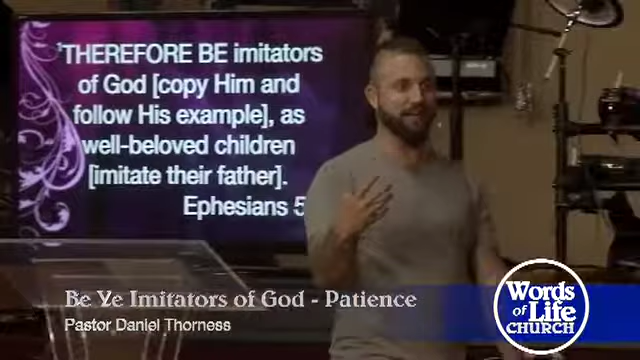 ¹THEREFORE BE imitators
of God [copy Him and
follow His example], as
well-beloved children
[imitate their father].
Ephesians 5
Be Ye Imitators of God - Patience
Pastor Daniel Thorness
Words
of Life
CHURCH